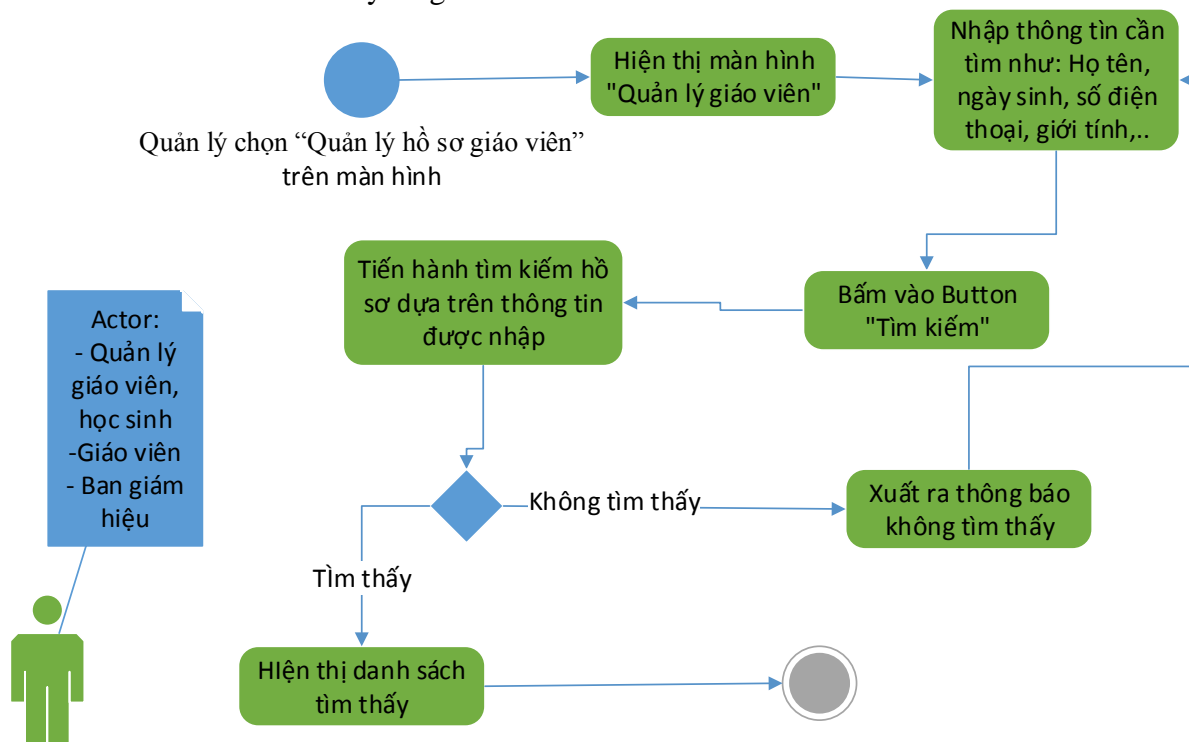 Hiện thị màn hình
"Quản lý giáo viên"
Nhập thông tin cần
tìm như: Họ tên,
ngày sinh, số điện
thoại, giới tính,..
Quản lý chọn “Quản lý hồ sơ giáo viên”
trên màn hình
Tiến hành tìm kiếm hồ
sơ dựa trên thông tin
được nhập
Bấm vào Button
"Tìm kiếm"
Actor:
- Quản lý
giáo viên,
học sinh
-Giáo viên
- Ban giám
hiệu
Không tìm thấy
Xuất ra thông báo
không tìm thấy
TÌm thấy
HIện thị danh sách
tìm thấy